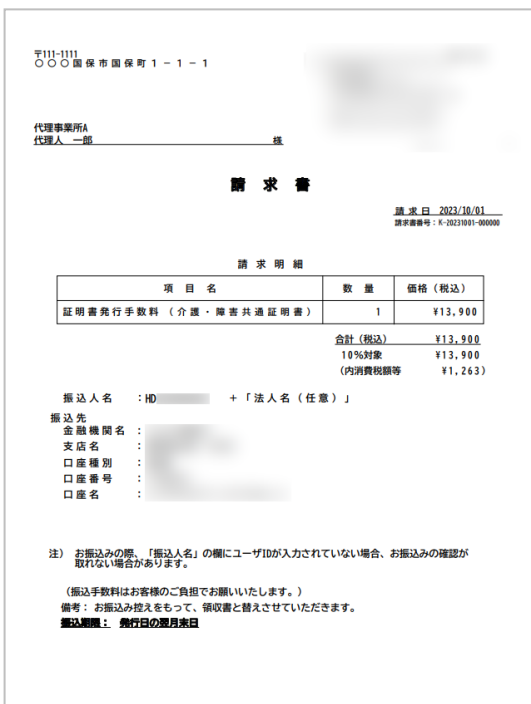 〒111-1111
〇〇〇国保市国保町1-1-1
代理事業所A
代理人 一郎 様
請 求 書
請 求 日 2023/10/01
請求書番号：K-20231001-000000
請 求 明 細
項 目 名 数 量 価格（税込）
証明書発行手数料（介護・障害共通証明書） 1 ¥13,900
合計（税込） ¥13,900
10%対象 ¥13,900
（内消費税額等 ¥1,263）
振込人名 ：HD +「法人名（任意）」
振込先
金融機関名 ：
支店名 ：
口座種別 ：
口座番号 ：
口座名 ：
注） お振込みの際、「振込人名」の欄にユーザIDが入力されていない場合、お振込みの確認が
取れない場合があります。
（振込手数料はお客様のご負担でお願いいたします。）
備考： お振込み控えをもって、領収書と替えさせていただきます。
振込期限： 発行日の翌月末日